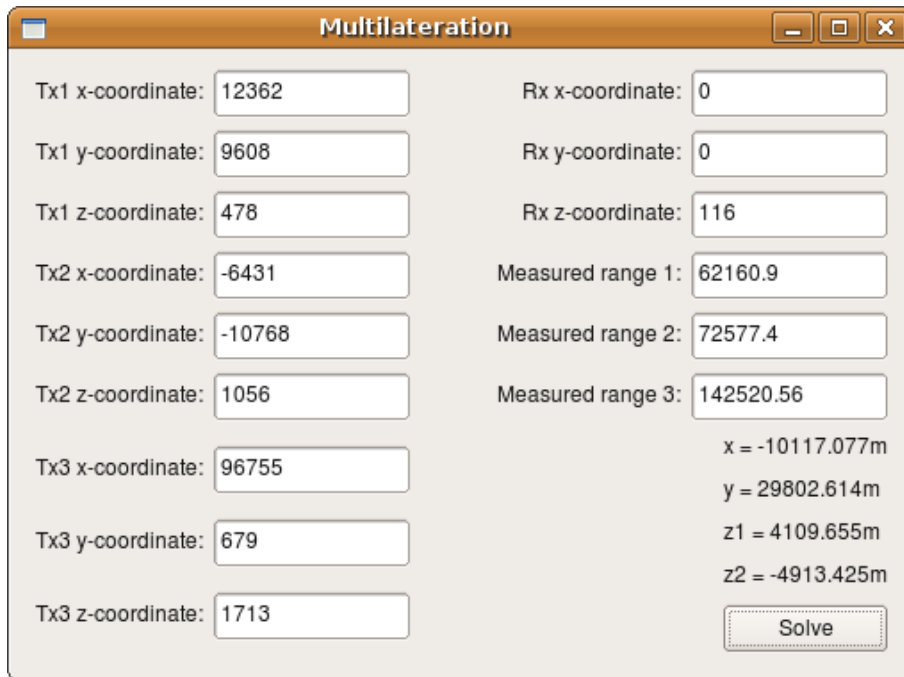 Multilateration
Tx1 x-coordinate: 12362
Tx1 y-coordinate: 9608
Tx1 z-coordinate: 478
Tx2 x-coordinate: -6431
Tx2 y-coordinate: -10768
Tx2 z-coordinate: 1056
Tx3 x-coordinate: 96755
Tx3 y-coordinate: 679
Tx3 z-coordinate: 1713
Rx x-coordinate: 0
Rx y-coordinate: 0
Rx z-coordinate: 116
Measured range 1: 62160.9
Measured range 2: 72577.4
Measured range 3: 142520.56
x = -10117.077m
y = 29802.614m
z1 = 4109.655m
z2 = -4913.425m
Solve